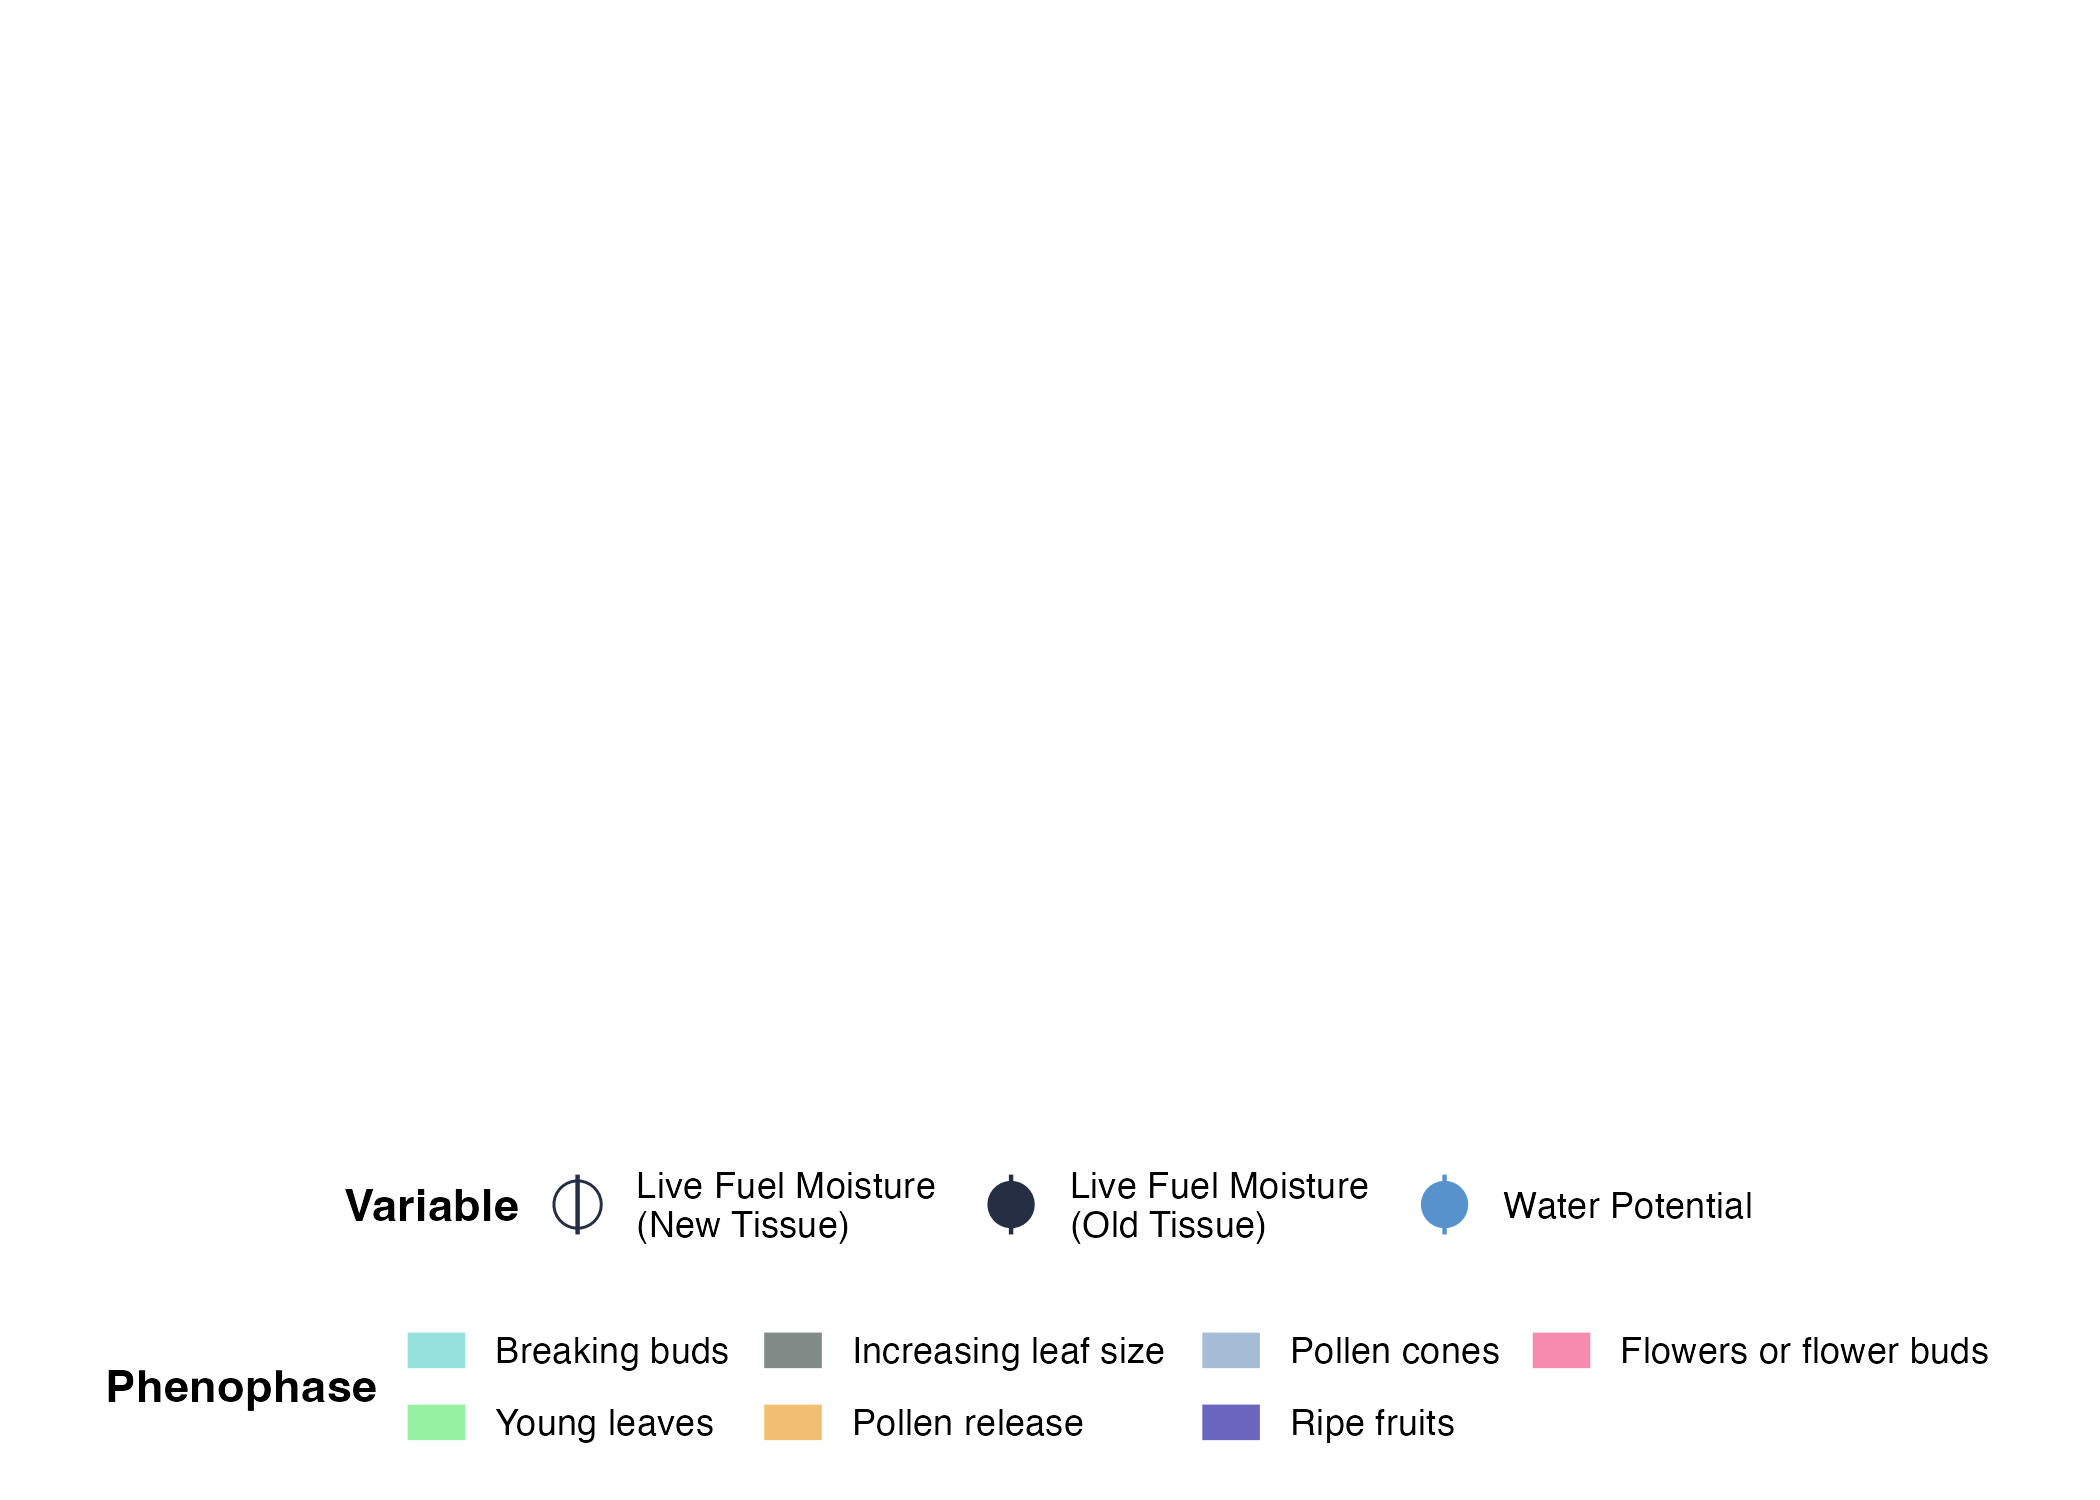 Variable
Live Fuel Moisture
(New Tissue)
Live Fuel Moisture
(Old Tissue)
Water Potential
Phenophase
Breaking buds
Increasing leaf size
Pollen cones
Flowers or flower buds
Young leaves
Pollen release
Ripe fruits